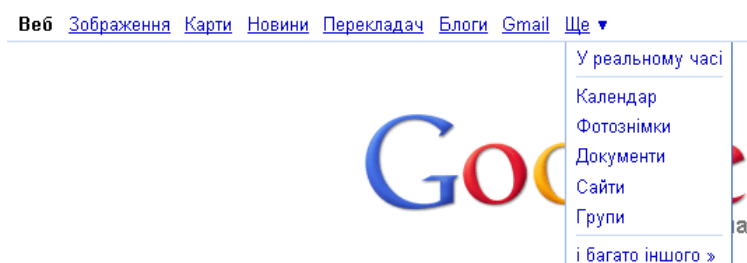 Веб Зображення Карти Новини Перекладач Блоги Gmail Ще ▼
У реальному часі
Календар
Фотознімки
Документи
Сайти
Групи
і багато іншого »